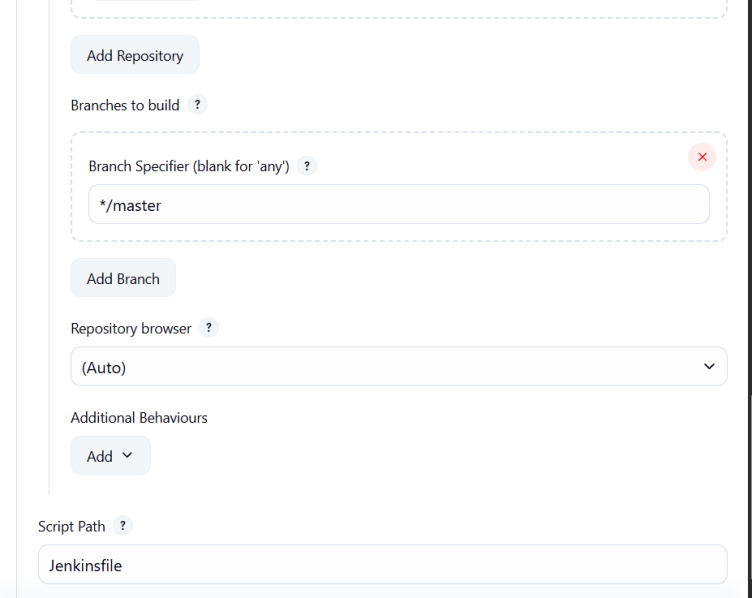 Add Repository
Branches to build ?
Branch Specifier (blank for 'any') ?
*/master
Add Branch
Repository browser ?
(Auto)
Additional Behaviours
Add
Script Path ?
Jenkinsfile